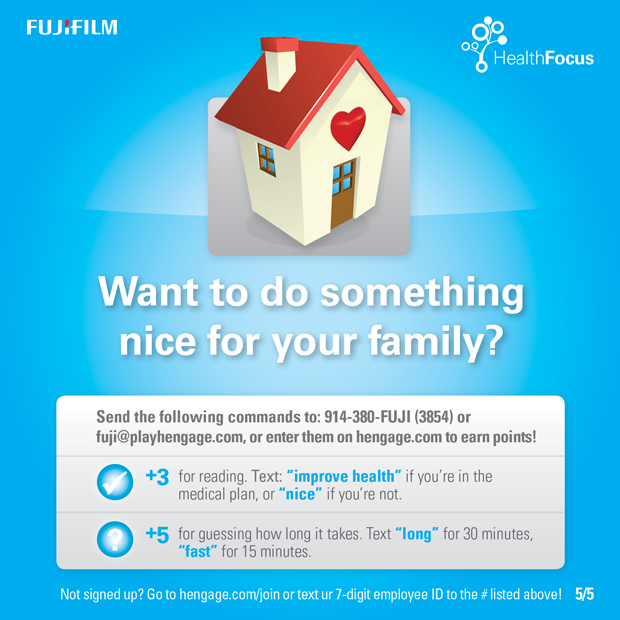 FUJIFILM
HealthFocus
Want to do something
nice for your family?
Send the following commands to: 914-380-FUJI (3854) or
fuji@playhengage.com, or enter them on hengage.com to earn points!
+3 for reading. Text: “improve health” if you’re in the
medical plan, or “nice” if you’re not.
+5 for guessing how long it takes. Text “long” for 30 minutes,
“fast” for 15 minutes.
Not signed up? Go to hengage.com/join or text ur 7-digit employee ID to the # listed above! 5/5